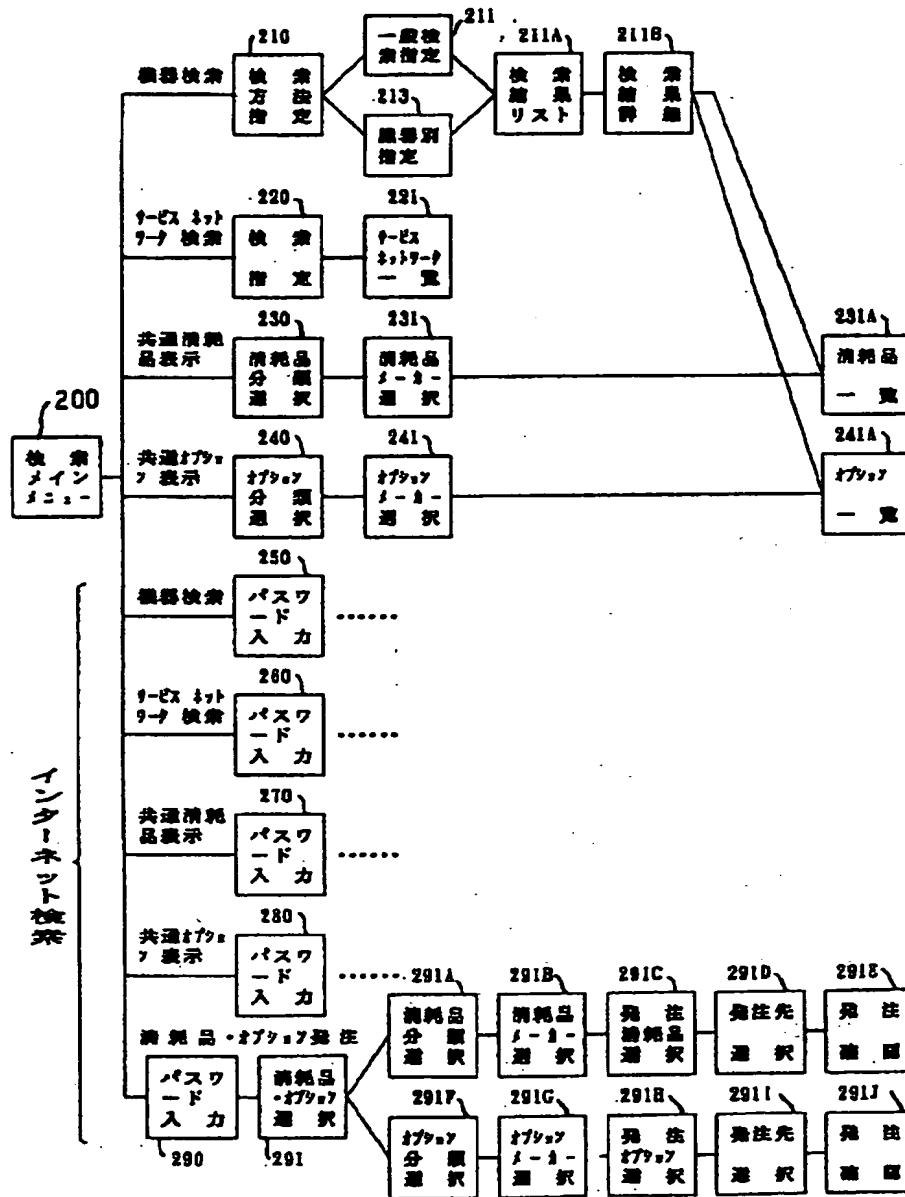 210
211
211A
211B
機器検索
検索
方法
指定
一般検
索指定
213
機器別
指定
検索
結果
リスト
検索
結果
詳細
サービス ネット
ワーク 検索
220
検索
指定
221
サービス
ネットワーク
一覧
共通消耗
品表示
230
消耗品
分類
選択
231
消耗品
メーカー
選択
231A
消耗品
一覧
200
検索
メイン
メニュー
共通オプショ
ン 表示
240
オプション
分類
選択
241
オプション
メーカー
選択
241A
オプション
一覧
インターネット検索
機器検索
250
パスワ
ード
入力
……
サービス ネット
ワーク 検索
260
パスワ
ード
入力
……
共通消耗
品表示
270
パスワ
ード
入力
……
共通オプショ
ン 表示
280
パスワ
ード
入力
……
消耗品・オプション発注
パスワ
ード
入力
290
消耗品
・オプション
選択
291
291A
消耗品
分類
選択
291B
消耗品
メーカー
選択
291C
発注
消耗品
選択
291D
発注先
選択
291E
発注
確認
291F
オプション
分類
選択
291G
オプション
メーカー
選択
291H
発注
オプション
選択
291I
発注先
選択
291J
発注
確認